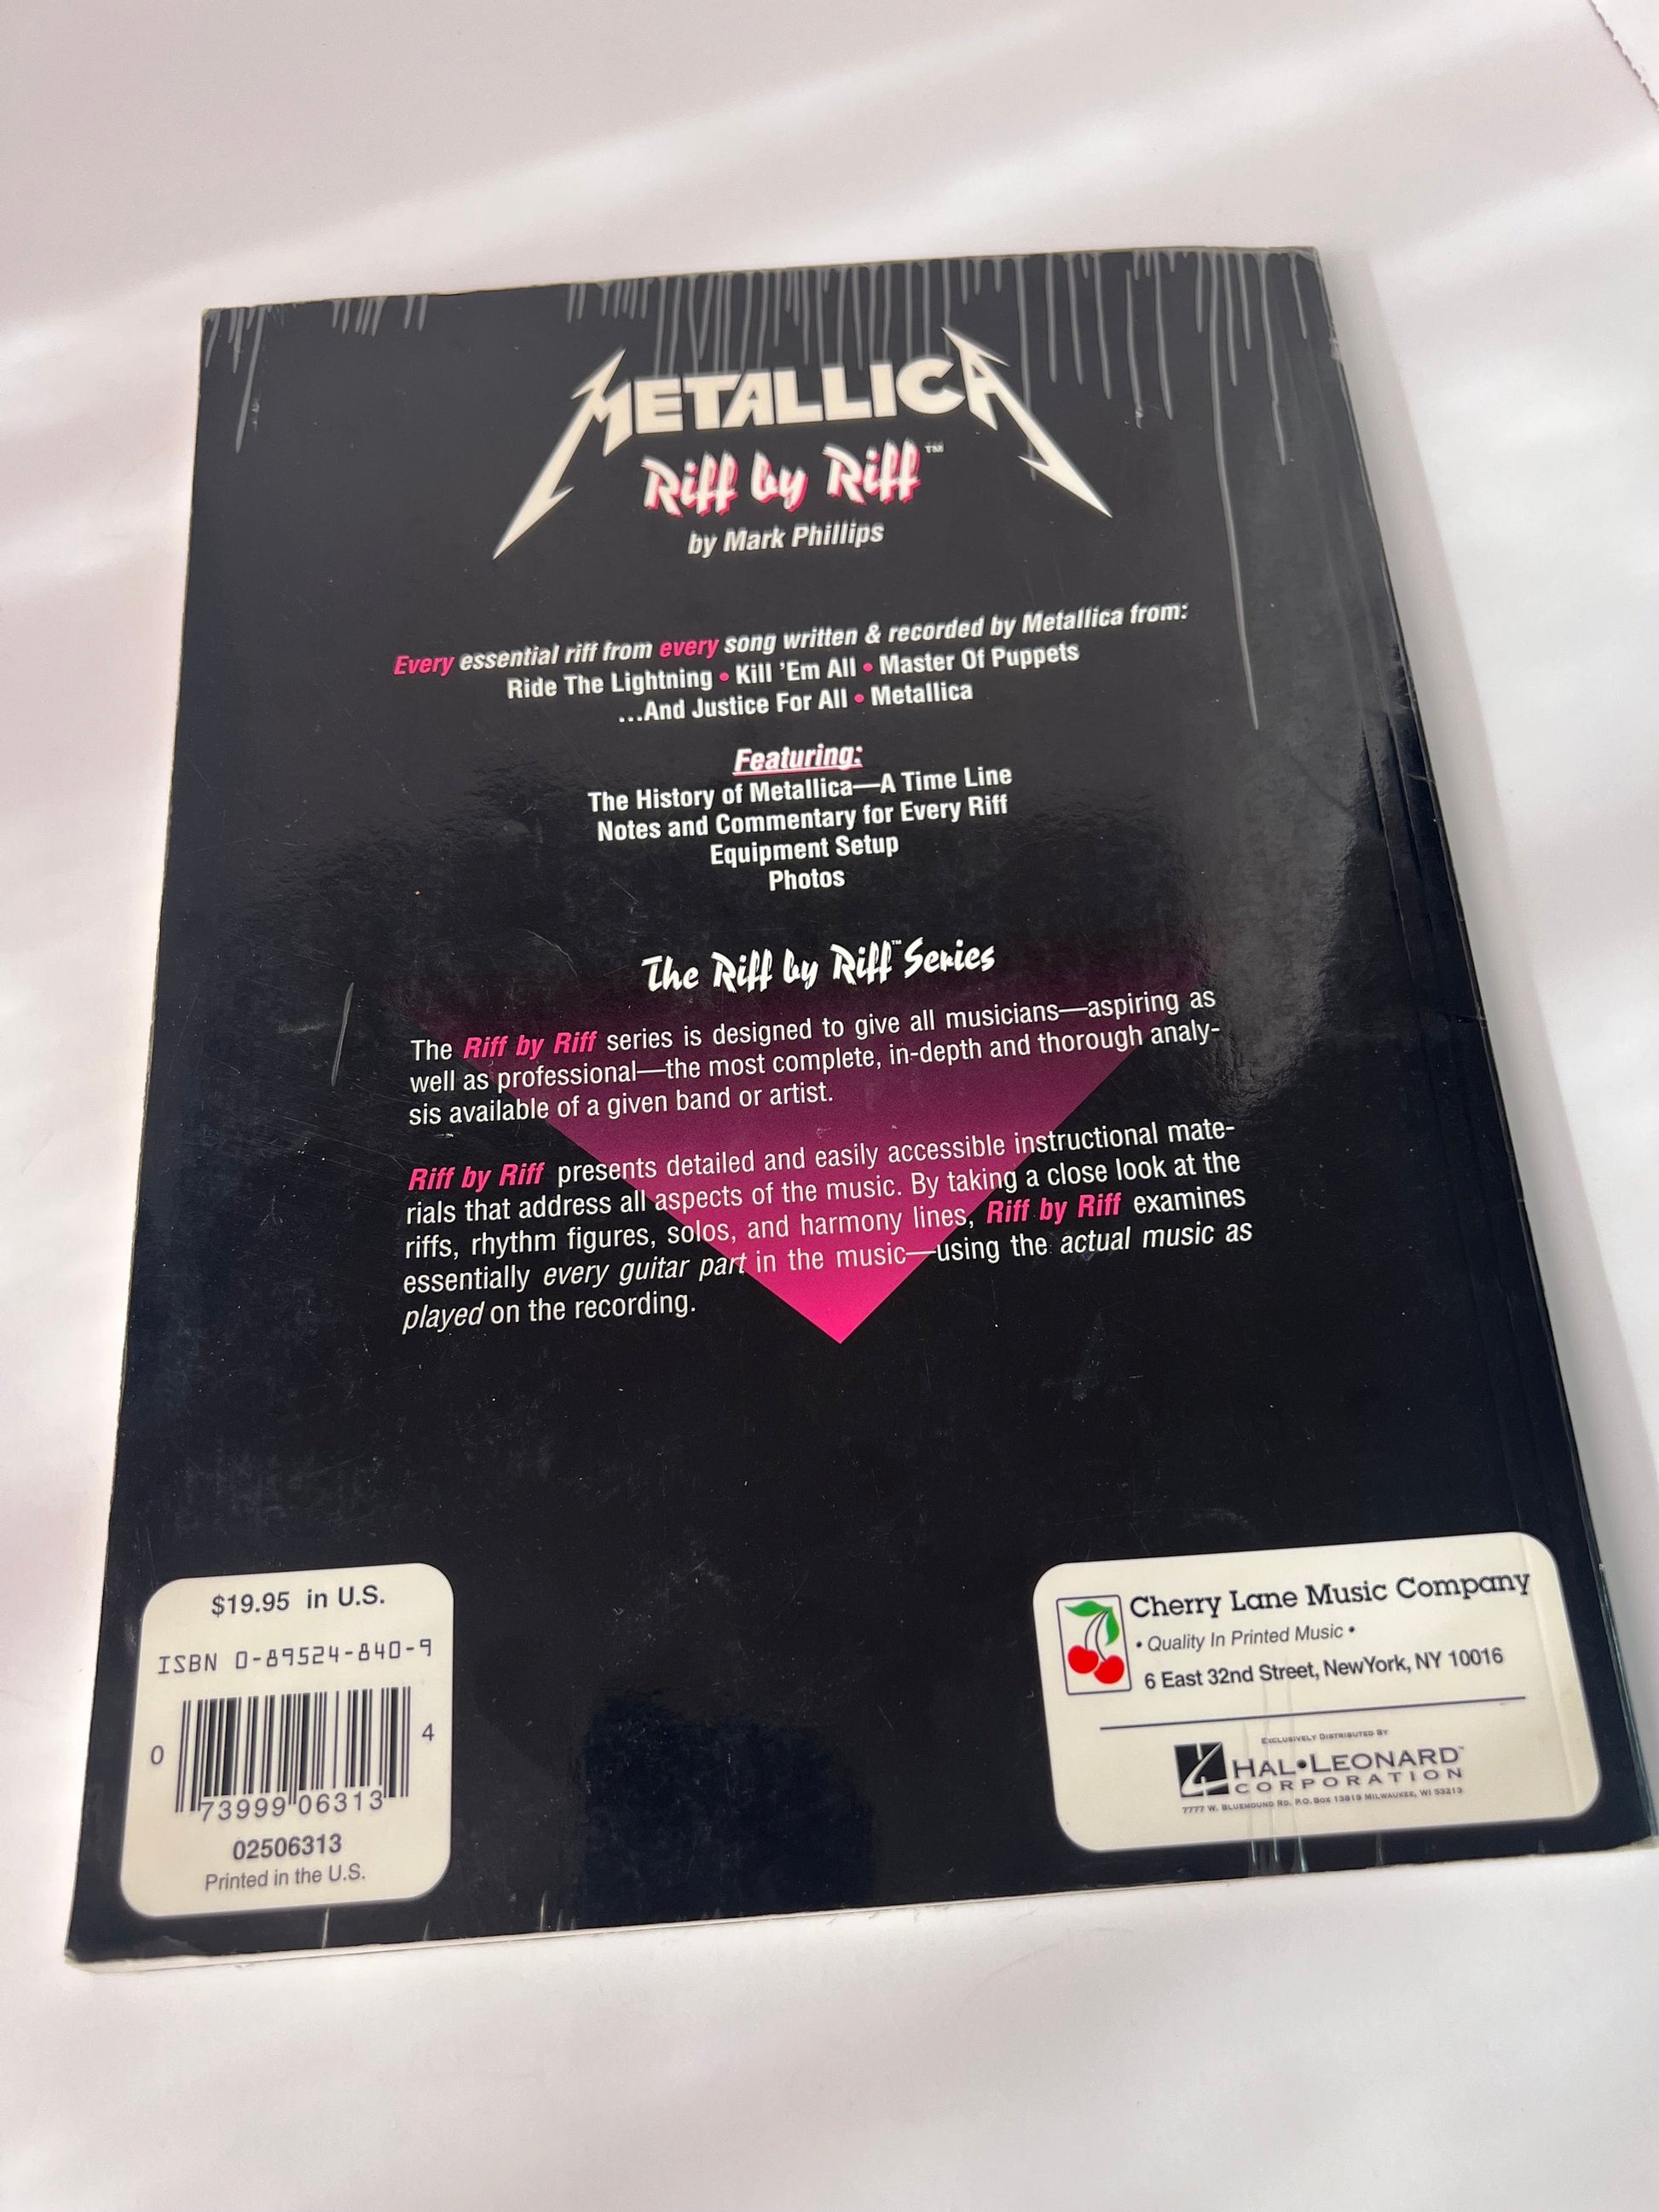 METALLICA
Riff by Riff™
by Mark Phillips
Every essential riff from every song written & recorded by Metallica from:
Ride The Lightning • Kill 'Em All • Master Of Puppets
...And Justice For All • Metallica
Featuring:
The History of Metallica—A Time Line
Notes and Commentary for Every Riff
Equipment Setup
Photos
The Riff by Riff™ Series
The Riff by Riff series is designed to give all musicians—aspiring as
well as professional—the most complete, in-depth and thorough analy-
sis available of a given band or artist.
Riff by Riff presents detailed and easily accessible instructional mate-
rials that address all aspects of the music. By taking a close look at the
riffs, rhythm figures, solos, and harmony lines, Riff by Riff examines
essentially every guitar part in the music—using the actual music as
played on the recording.
$19.95 in U.S.
ISBN 0-89524-840-9
0 73999 06313 4
02506313
Printed in the U.S.
Cherry Lane Music Company
• Quality In Printed Music •
6 East 32nd Street, New York, NY 10016
Exclusively Distributed By
HAL•LEONARD™
CORPORATION
7777 W. Bluemound Rd. P.O. Box 13819 Milwaukee, WI 53213